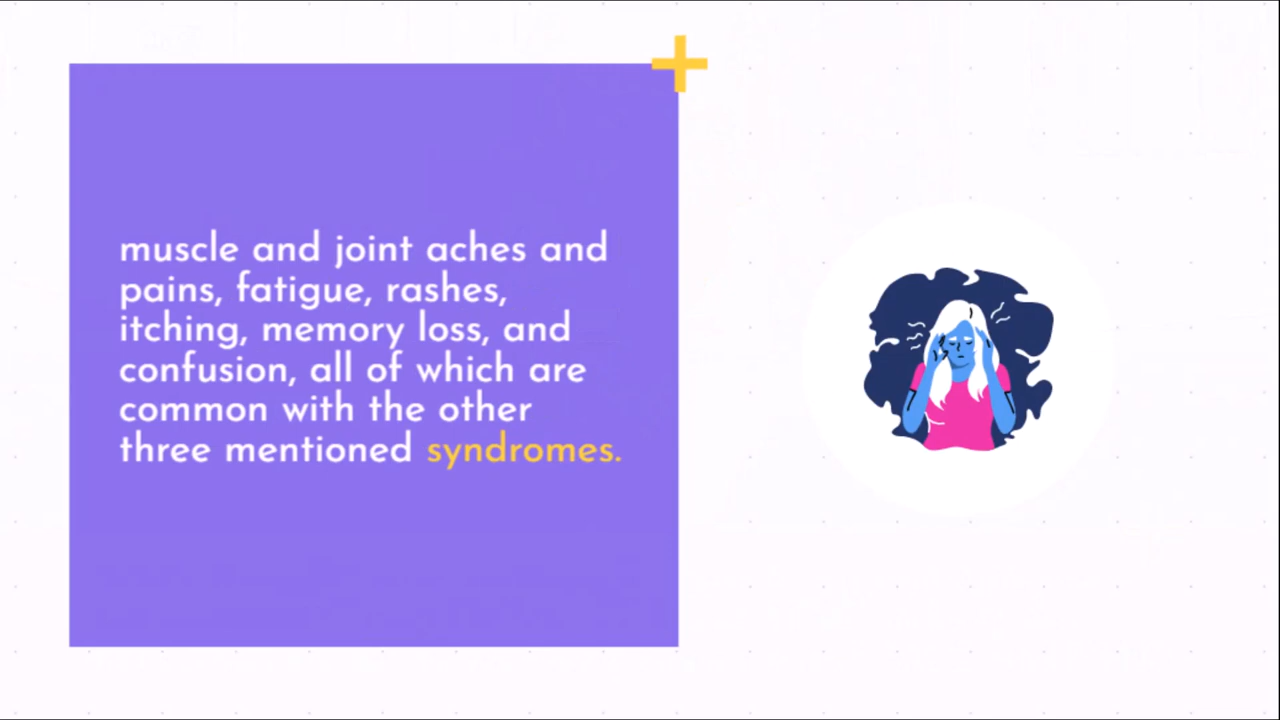 muscle and joint aches and
pains, fatigue, rashes,
itching, memory loss, and
confusion, all of which are
common with the other
three mentioned syndromes.